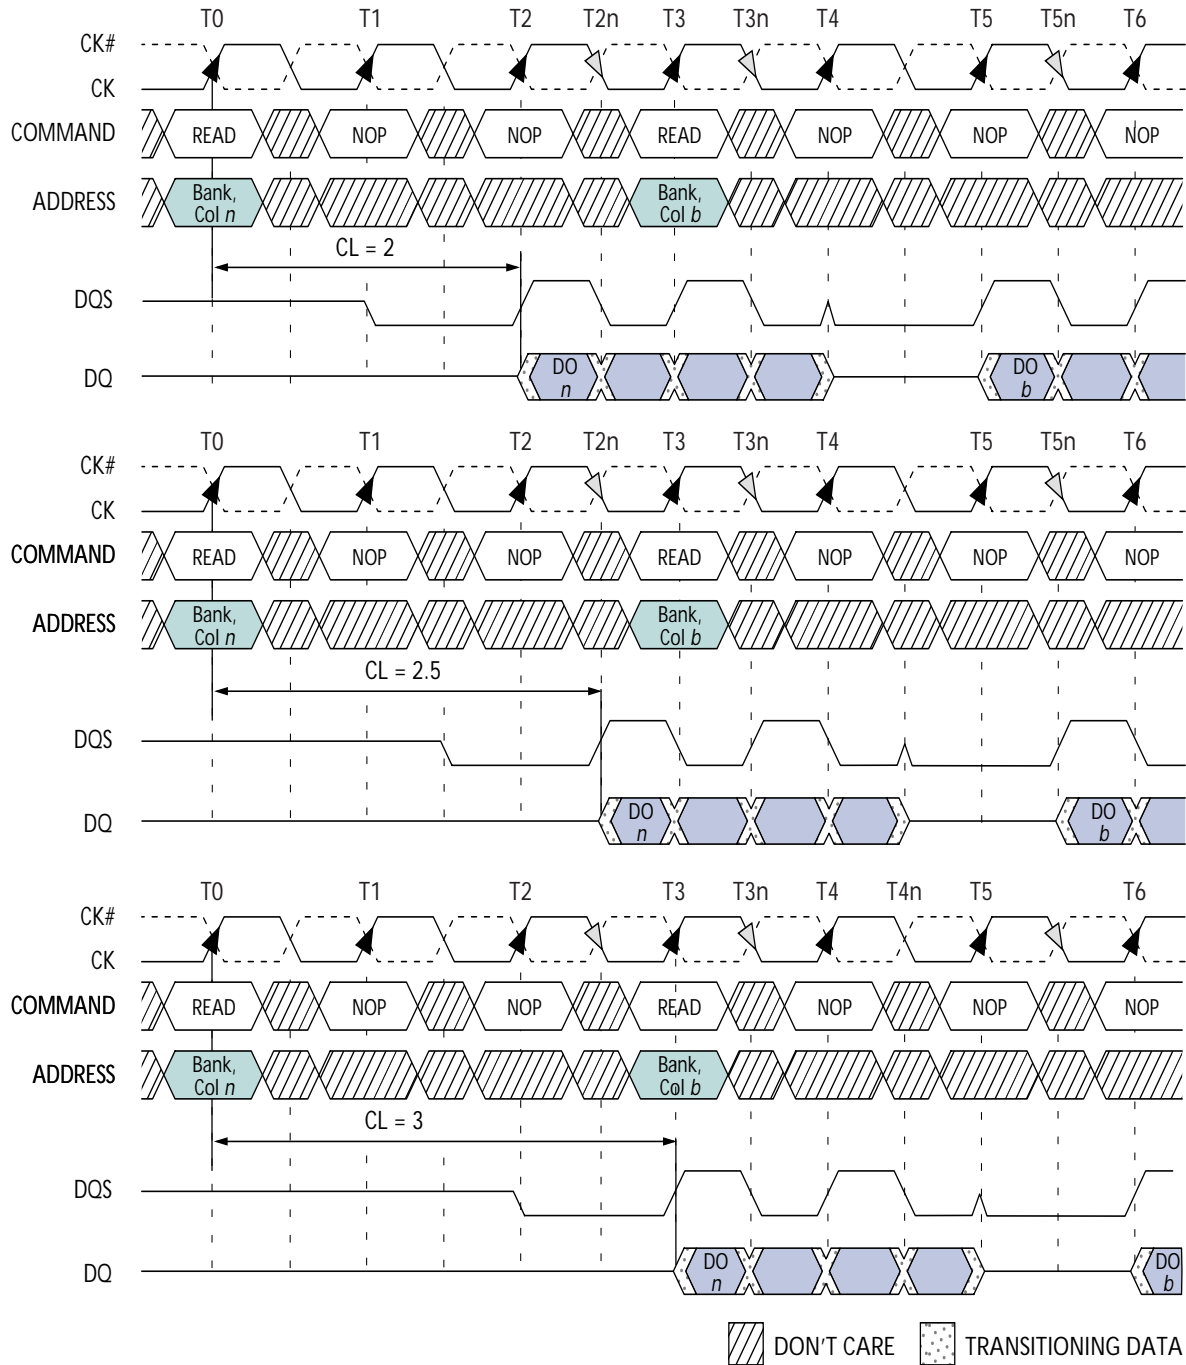 T0 T1 T2 T2n T3 T3n T4 T5 T5n T6
CK#
CK
COMMAND READ NOP NOP READ NOP NOP NOP
ADDRESS Bank, Col n Bank, Col b
CL = 2
DQS
DQ DO n DO b
T0 T1 T2 T2n T3 T3n T4 T5 T5n T6
CK#
CK
COMMAND READ NOP NOP READ NOP NOP NOP
ADDRESS Bank, Col n Bank, Col b
CL = 2.5
DQS
DQ DO n DO b
T0 T1 T2 T3 T3n T4 T4n T5 T6
CK#
CK
COMMAND READ NOP NOP READ NOP NOP NOP
ADDRESS Bank, Col n Bank, Col b
CL = 3
DQS
DQ DO n DO b
DON'T CARE TRANSITIONING DATA